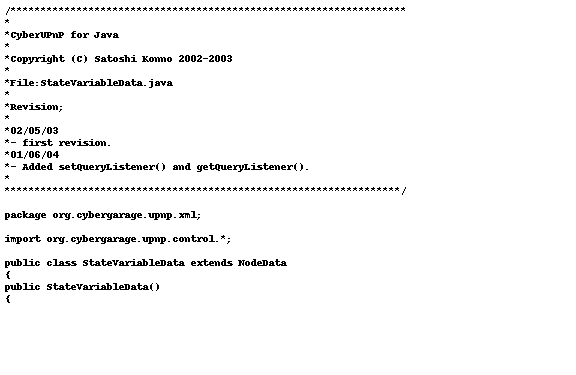 /******************************************************************
*
*CyberUPnP for Java
*
*Copyright (C) Satoshi Konno 2002-2003
*
*File:StateVariableData.java
*
*Revision;
*
*02/05/03
*- first revision.
*01/06/04
*- Added setQueryListener() and getQueryListener().
*
******************************************************************/
package org.cybergarage.upnp.xml;
import org.cybergarage.upnp.control.*;
public class StateVariableData extends NodeData
{
public StateVariableData()
{